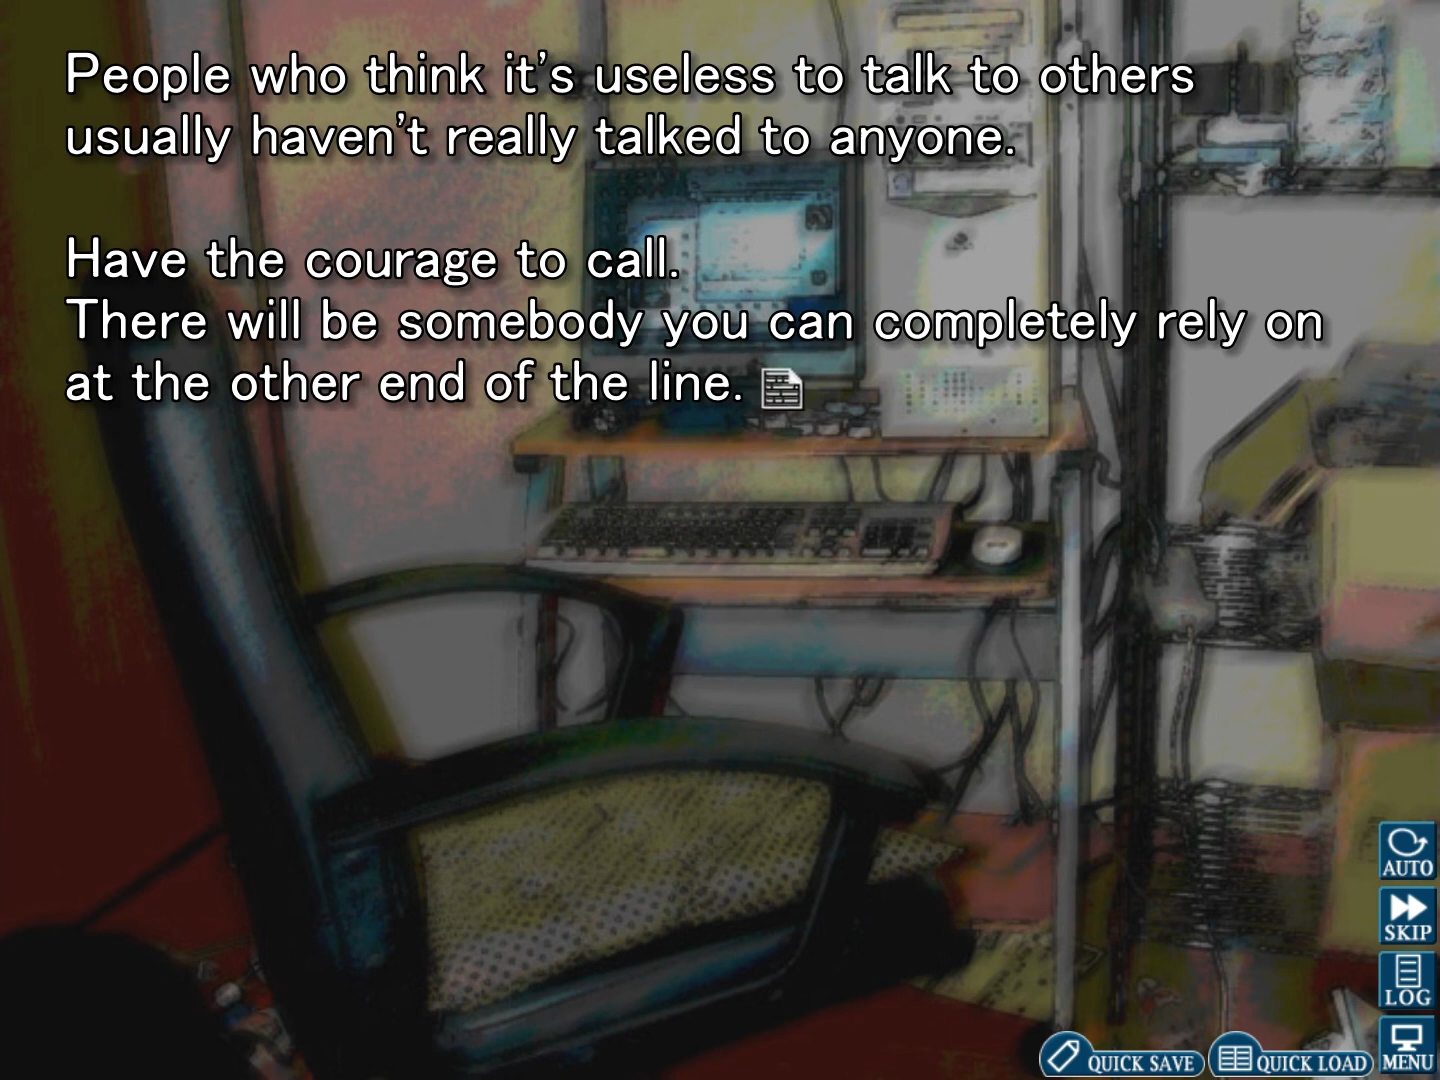 People who think it's useless to talk to others
usually haven't really talked to anyone.
Have the courage to call.
There will be somebody you can completely rely on
at the other end of the line.
AUTO
SKIP
LOG
MENU
QUICK SAVE
QUICK LOAD